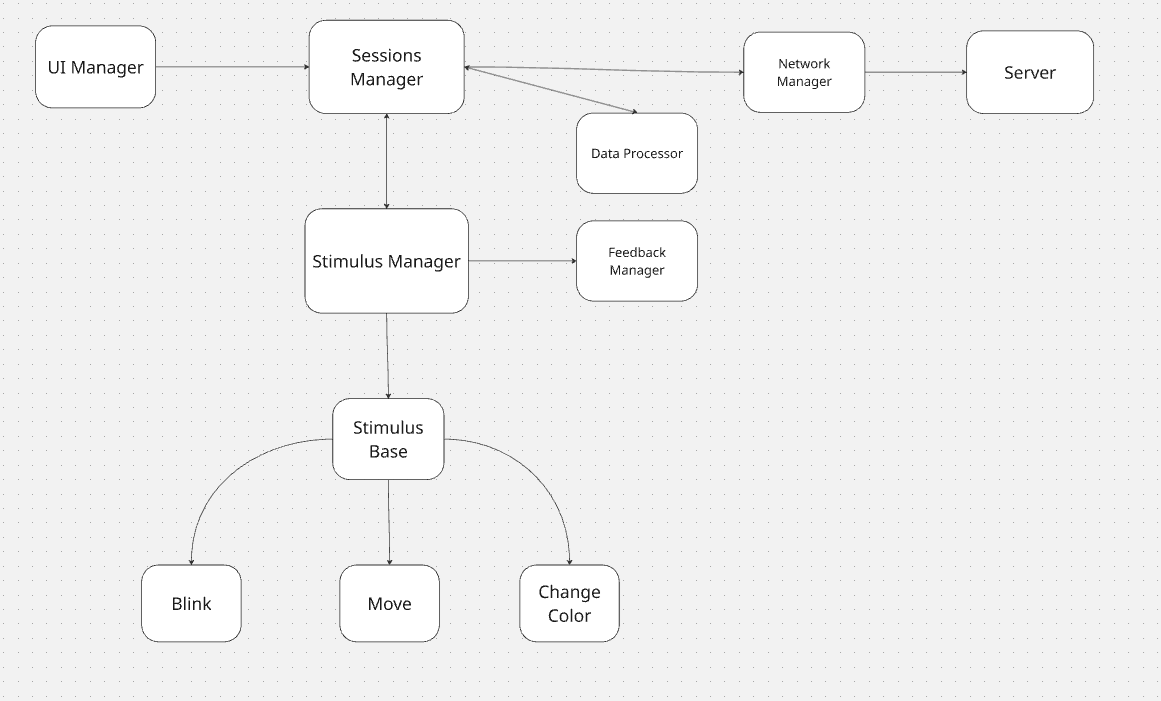 UI Manager
Sessions
Manager
Network
Manager
Server
Data Processor
Stimulus Manager
Feedback
Manager
Stimulus
Base
Blink
Move
Change
Color